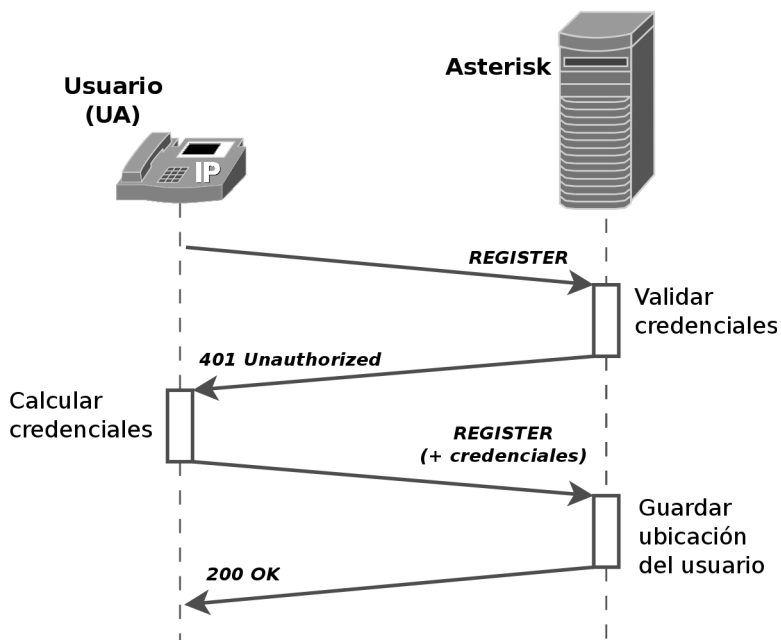 Usuario
(UA)
Asterisk
IP
REGISTER
Validar
credenciales
401 Unauthorized
Calcular
credenciales
REGISTER
(+ credenciales)
Guardar
ubicación
del usuario
200 OK